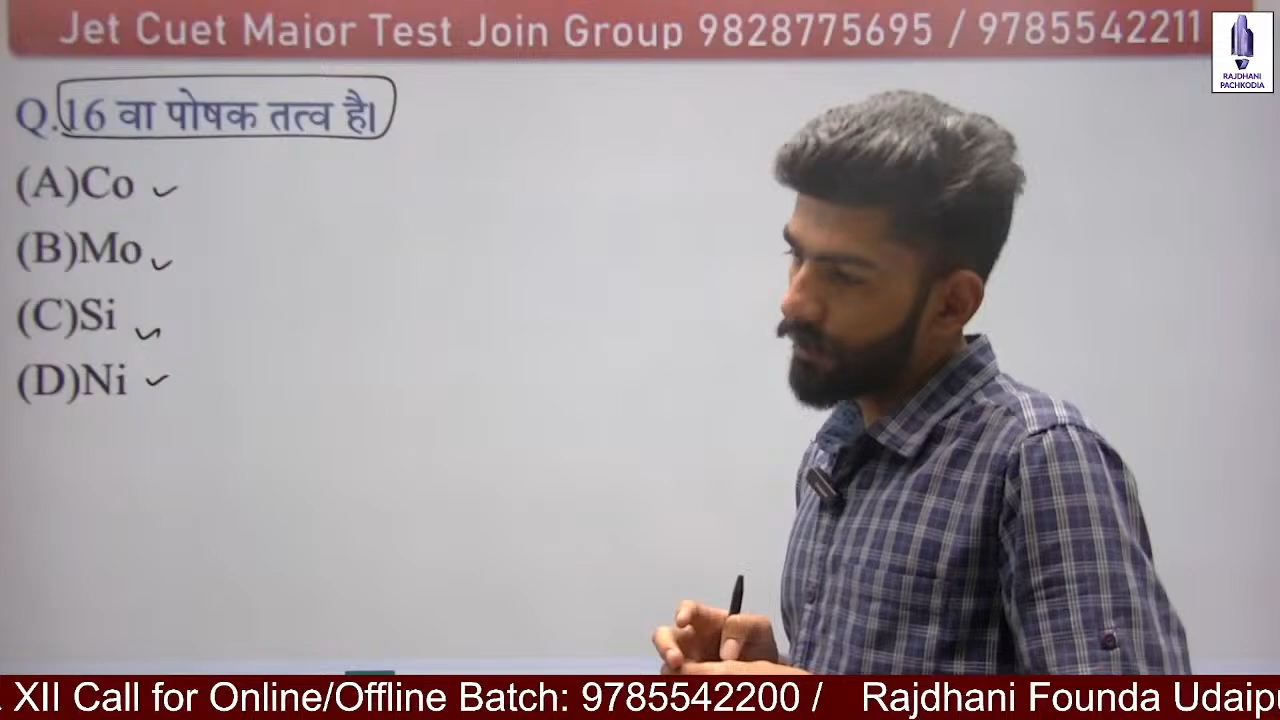 Jet Cuet Major Test Join Group 9828775695 / 9785542211
RAJDHANI
PACHKODIA
Q.16 वा पोषक तत्व है।
(A)Co
(B)Mo
(C)Si
(D)Ni
XII Call for Online/Offline Batch: 9785542200 / Rajdhani Founda Udaip